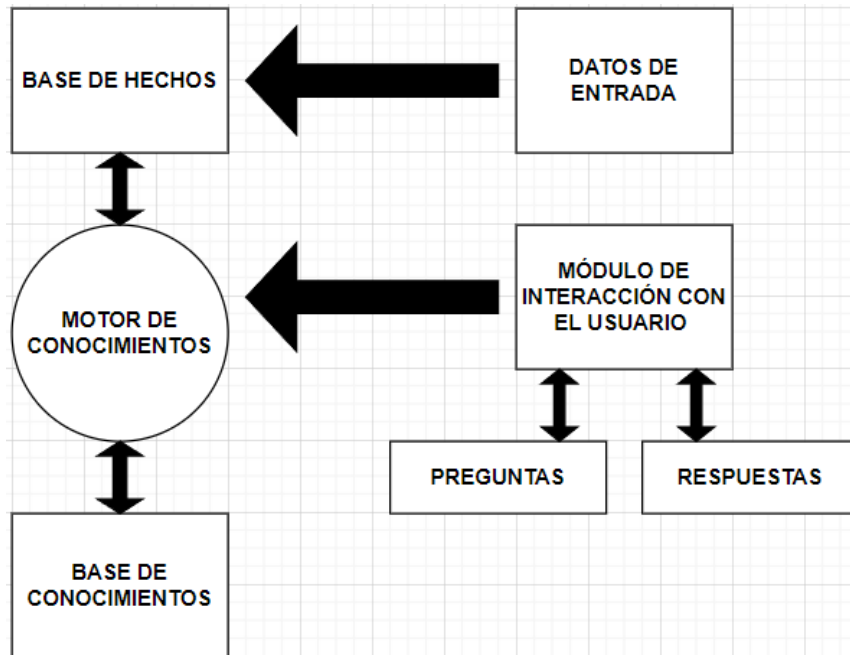 BASE DE HECHOS
DATOS DE
ENTRADA
MOTOR DE
CONOCIMIENTOS
MÓDULO DE
INTERACCIÓN CON
EL USUARIO
PREGUNTAS
RESPUESTAS
BASE DE
CONOCIMIENTOS